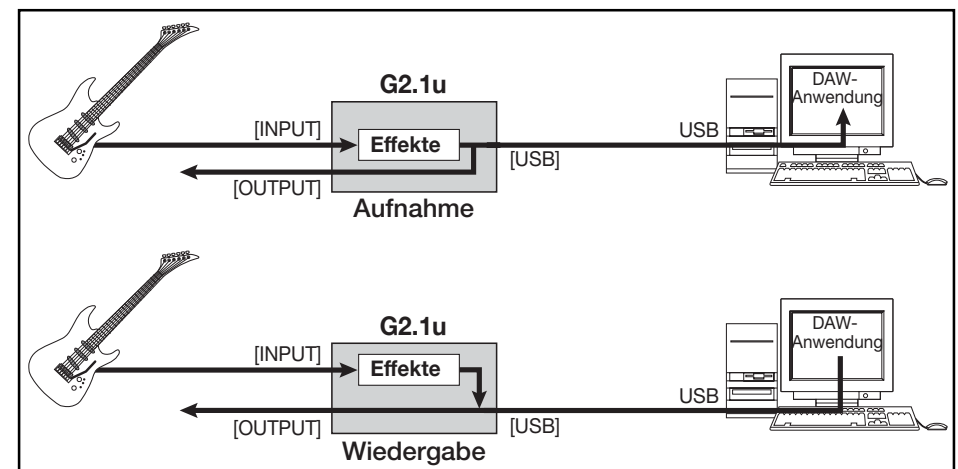 G2.1u
DAW-
Anwendung
[INPUT]
Effekte
USB
[USB]
[OUTPUT]
Aufnahme
G2.1u
DAW-
Anwendung
[INPUT]
Effekte
USB
[OUTPUT]
[USB]
Wiedergabe